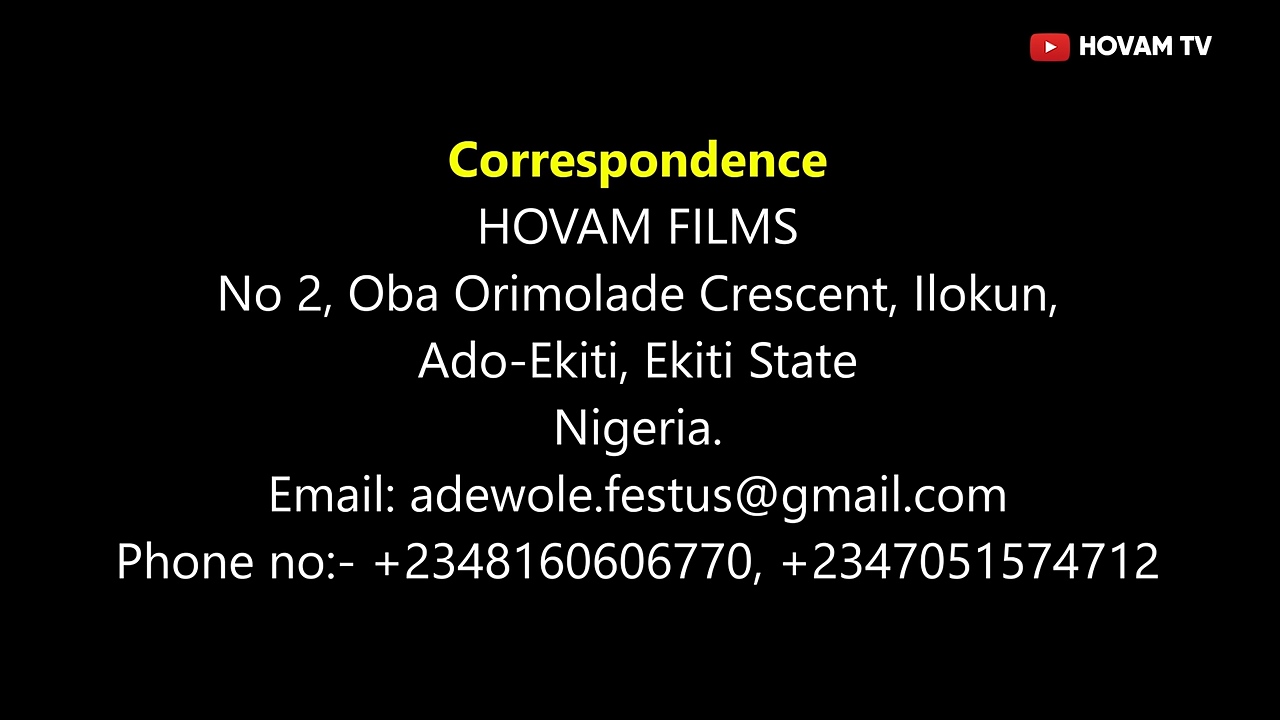 HOVAM TV
Correspondence
HOVAM FILMS
No 2, Oba Orimolade Crescent, Ilokun,
Ado-Ekiti, Ekiti State
Nigeria.
Email: adewole.festus@gmail.com
Phone no:- +2348160606770, +2347051574712